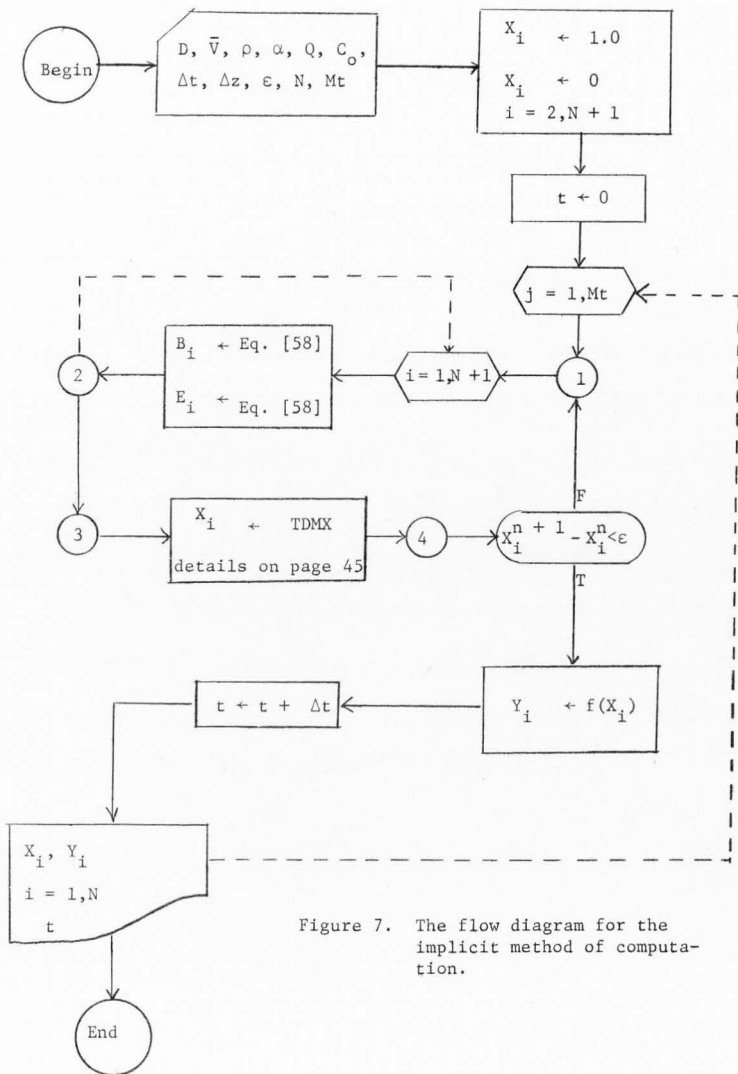 Begin
D, V̄, ρ, α, Q, C_o,
Δt, Δz, ε, N, Mt
X_i ← 1.0
X_i ← 0
i = 2,N + 1
t ← 0
j = 1,Mt
1
i = 1,N +1
B_i ← Eq. [58]
E_i ← Eq. [58]
2
3
X_i ← TDMX
details on page 45
4
F
X_i^{n + 1} - X_i^n<ε
T
Y_i ← f(X_i)
t ← t + Δt
X_i, Y_i
i = 1,N
t
End
Figure 7. The flow diagram for the
implicit method of computa-
tion.